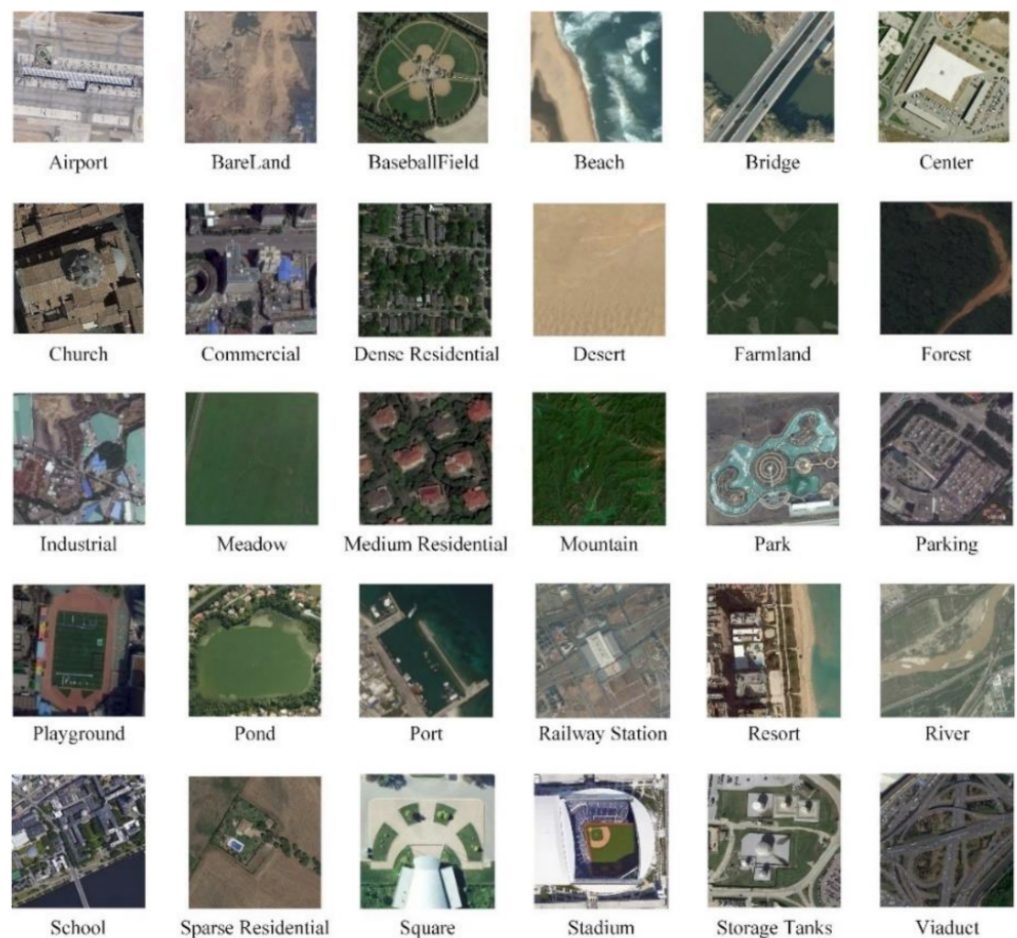 Airport BareLand BaseballField Beach Bridge Center
Church Commercial Dense Residential Desert Farmland Forest
Industrial Meadow Medium Residential Mountain Park Parking
Playground Pond Port Railway Station Resort River
School Sparse Residential Square Stadium Storage Tanks Viaduct